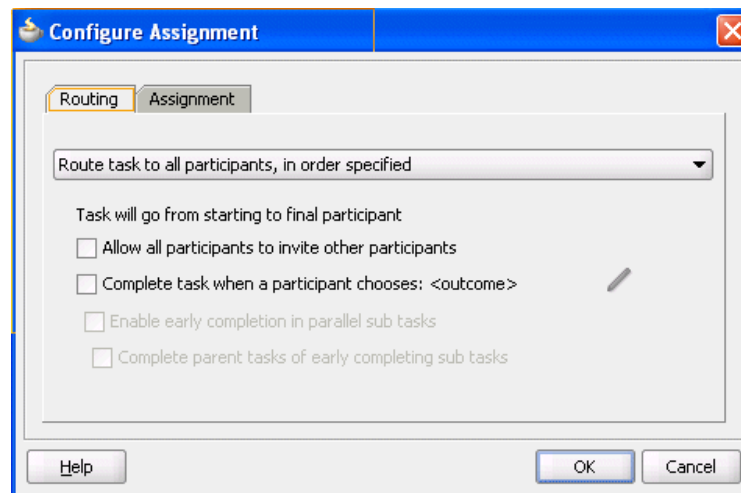 Configure Assignment
Routing Assignment
Route task to all participants, in order specified
Task will go from starting to final participant
Allow all participants to invite other participants
Complete task when a participant chooses: <outcome>
Enable early completion in parallel sub tasks
Complete parent tasks of early completing sub tasks
Help OK Cancel